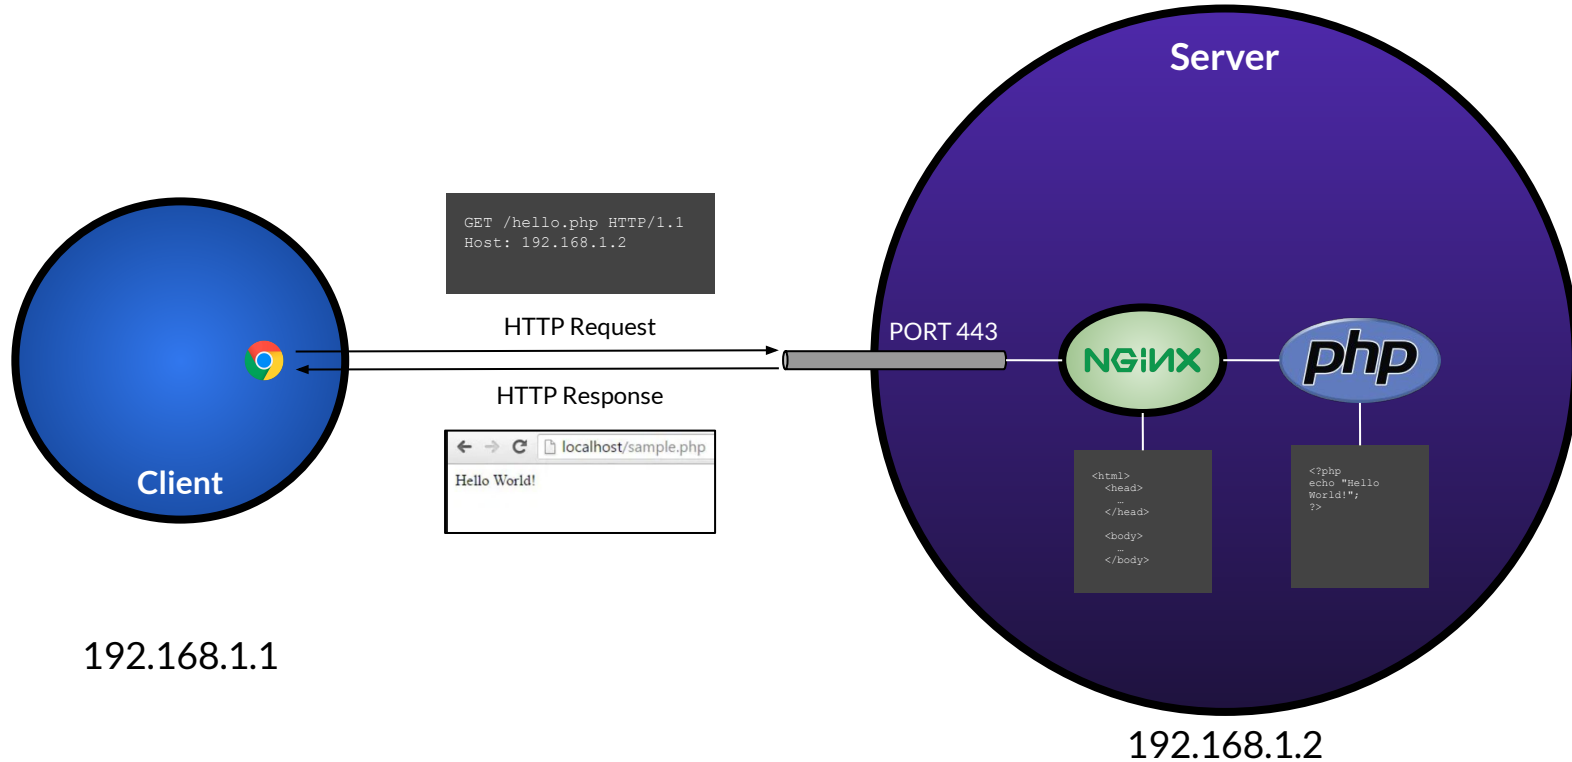 Server
GET /hello.php HTTP/1.1
Host: 192.168.1.2
HTTP Request
PORT 443
NGiNX
php
HTTP Response
localhost/sample.php
Hello World!
Client
<html>
<head>
…
</head>
<body>
…
</body>
<?php
echo "Hello
World!";
?>
192.168.1.1
192.168.1.2